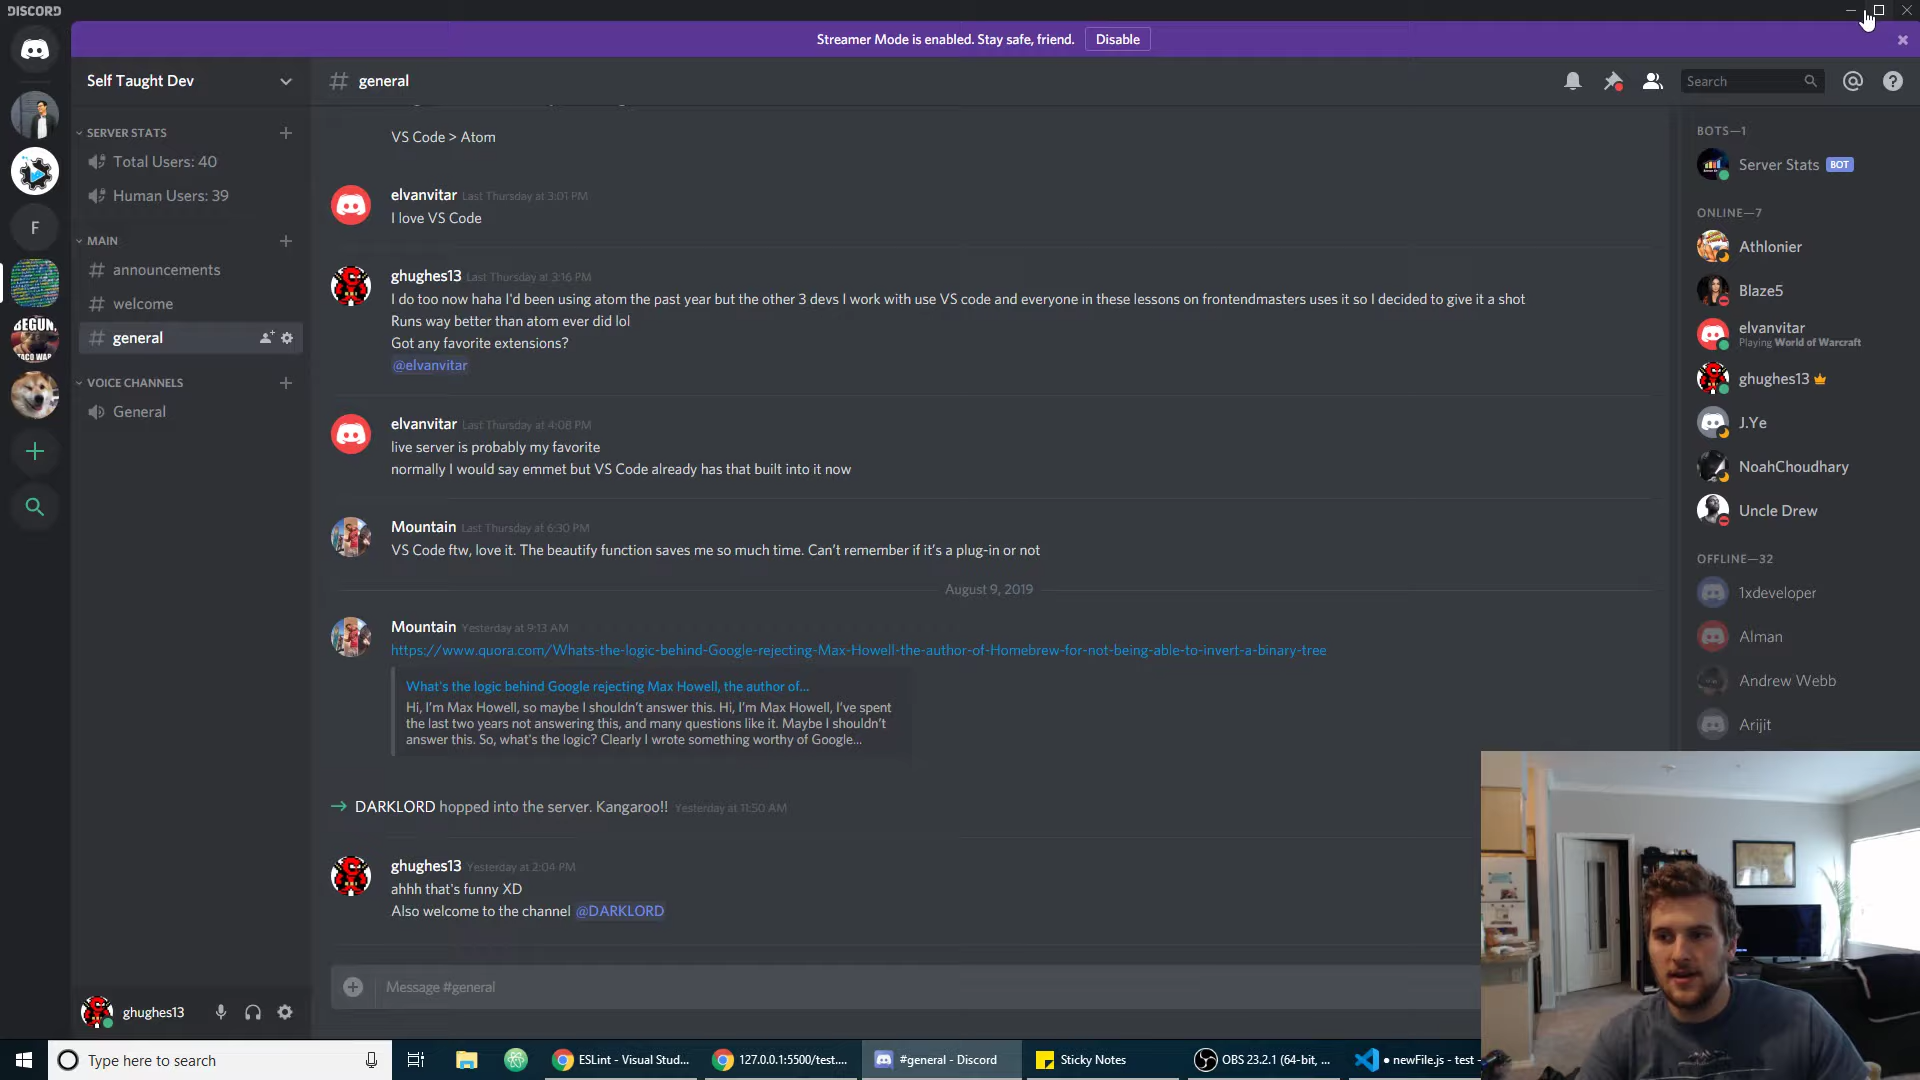 DISCORD
Streamer Mode is enabled. Stay safe, friend.
Disable
Self Taught Dev
general
Search
SERVER STATS
Total Users: 40
Human Users: 39
F
MAIN
announcements
welcome
general
VOICE CHANNELS
General
BEGUN,
TACO WAR
VS Code > Atom
elvanvitar Last Thursday at 3:01 PM
I love VS Code
ghughes13 Last Thursday at 3:16 PM
I do too now haha I'd been using atom the past year but the other 3 devs I work with use VS code and everyone in these lessons on frontendmasters uses it so I decided to give it a shot
Runs way better than atom ever did lol
Got any favorite extensions?
@elvanvitar
elvanvitar Last Thursday at 4:08 PM
live server is probably my favorite
normally I would say emmet but VS Code already has that built into it now
Mountain Last Thursday at 6:30 PM
VS Code ftw, love it. The beautify function saves me so much time. Can't remember if it's a plug-in or not
August 9, 2019
Mountain Yesterday at 9:13 AM
https://www.quora.com/Whats-the-logic-behind-Google-rejecting-Max-Howell-the-author-of-Homebrew-for-not-being-able-to-invert-a-binary-tree
What's the logic behind Google rejecting Max Howell, the author of...
Hi, I'm Max Howell, so maybe I shouldn't answer this. Hi, I'm Max Howell, I've spent
the last two years not answering this, and many questions like it. Maybe I shouldn't
answer this. So, what's the logic? Clearly I wrote something worthy of Google...
DARKLORD hopped into the server. Kangaroo!! Yesterday at 11:50 AM
ghughes13 Yesterday at 2:04 PM
ahhh that's funny XD
Also welcome to the channel @DARKLORD
Message #general
BOTS—1
Server Stats BOT
ONLINE—7
Athlonier
Blaze5
elvanvitar
Playing World of Warcraft
ghughes13
J.Ye
NoahChoudhary
Uncle Drew
OFFLINE—32
1xdeveloper
Alman
Andrew Webb
Arijit
ghughes13
Type here to search
ESLint - Visual Stud...
127.0.0.1:5500/test....
#general - Discord
Sticky Notes
OBS 23.2.1 (64-bit, ...
● newFile.js - test -